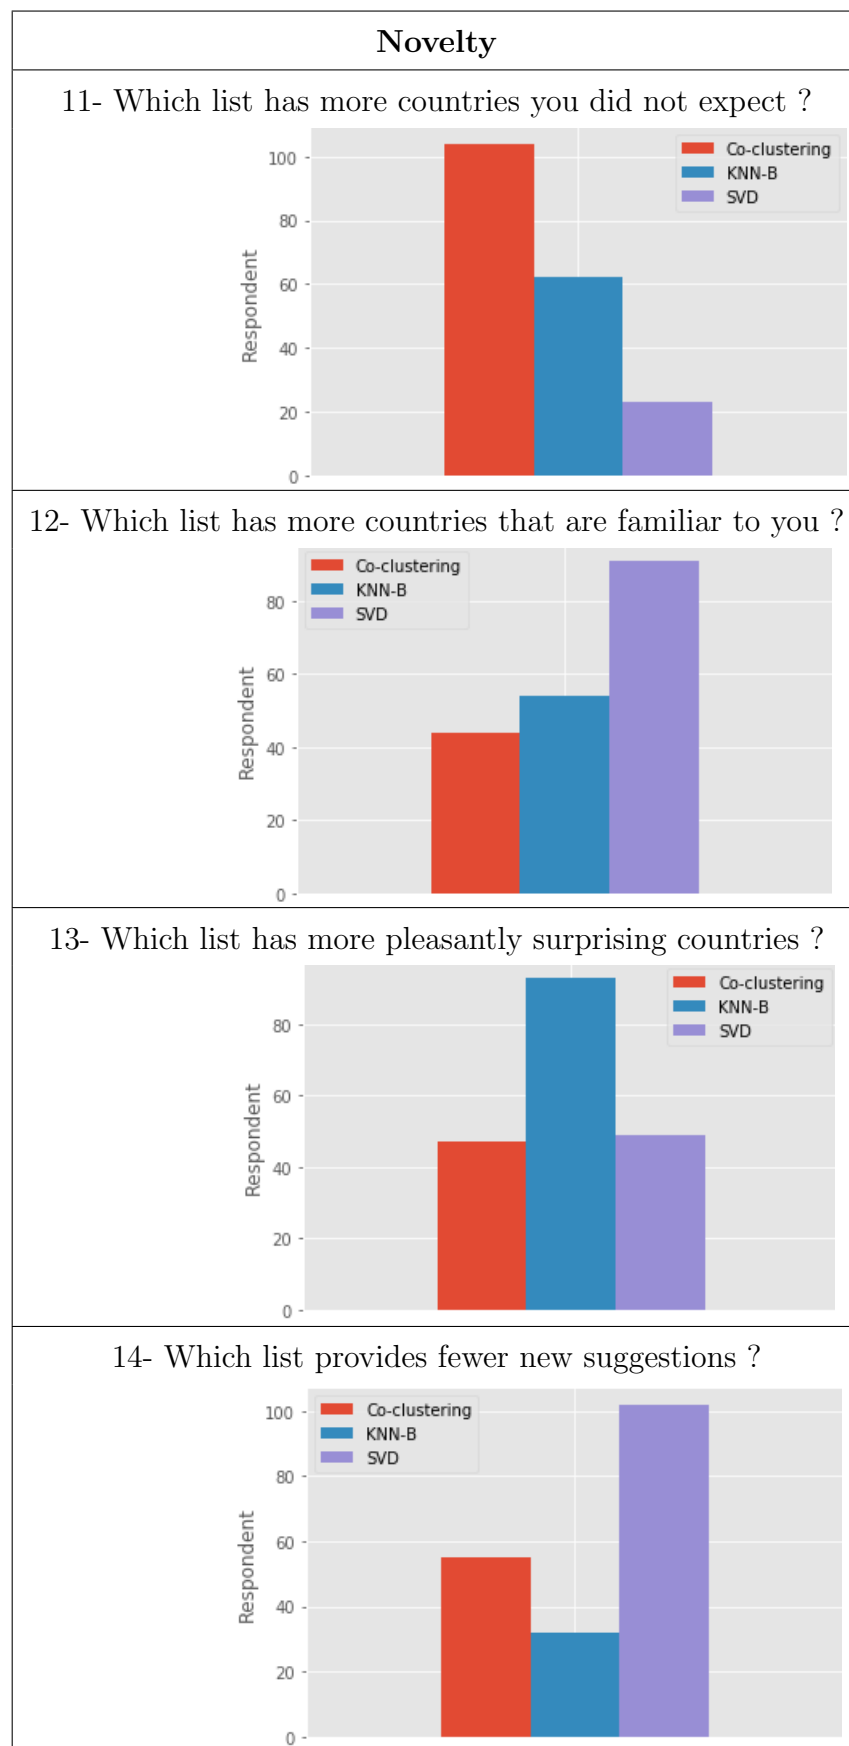 Novelty
11- Which list has more countries you did not expect ?
Co-clustering
KNN-B
SVD
Respondent
100
80
60
40
20
0
12- Which list has more countries that are familiar to you ?
Co-clustering
KNN-B
SVD
Respondent
80
60
40
20
0
13- Which list has more pleasantly surprising countries ?
Co-clustering
KNN-B
SVD
Respondent
80
60
40
20
0
14- Which list provides fewer new suggestions ?
Co-clustering
KNN-B
SVD
Respondent
100
80
60
40
20
0